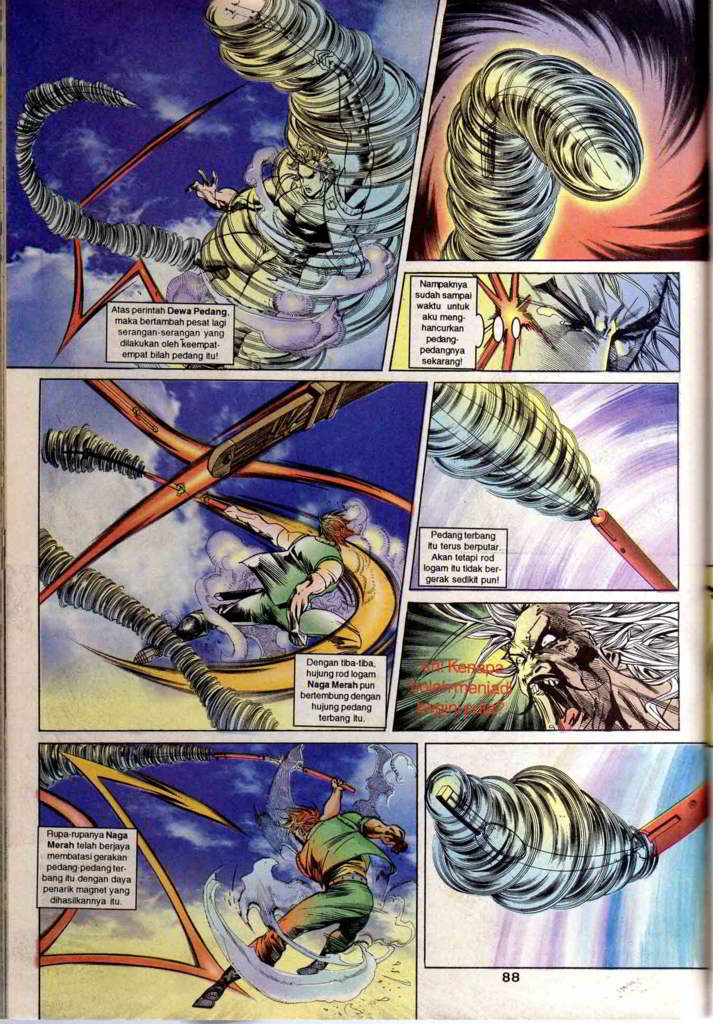 Atas perintah Dewa Pedang,
maka bertambah pesat lagi
serangan-serangan yang
dilakukan oleh keempat-
empat bilah pedang itu!
Nampaknya
sudah sampai
waktu untuk
aku meng-
hancurkan
pedang-
pedangnya
sekarang!
Dengan tiba-tiba,
hujung rod logam
Naga Merah pun
bertembung dengan
hujung pedang
terbang itu.
Pedang terbang
itu terus berputar.
Akan tetapi rod
logam itu tidak ber-
gerak sedikit pun!
Ah! Kenapa
boleh menjadi
begini pula?
Rupa-rupanya Naga
Merah telah berjaya
membatasi gerakan
pedang-pedang ter-
bang itu dengan daya
penarik magnet yang
dihasilkannya itu.
88